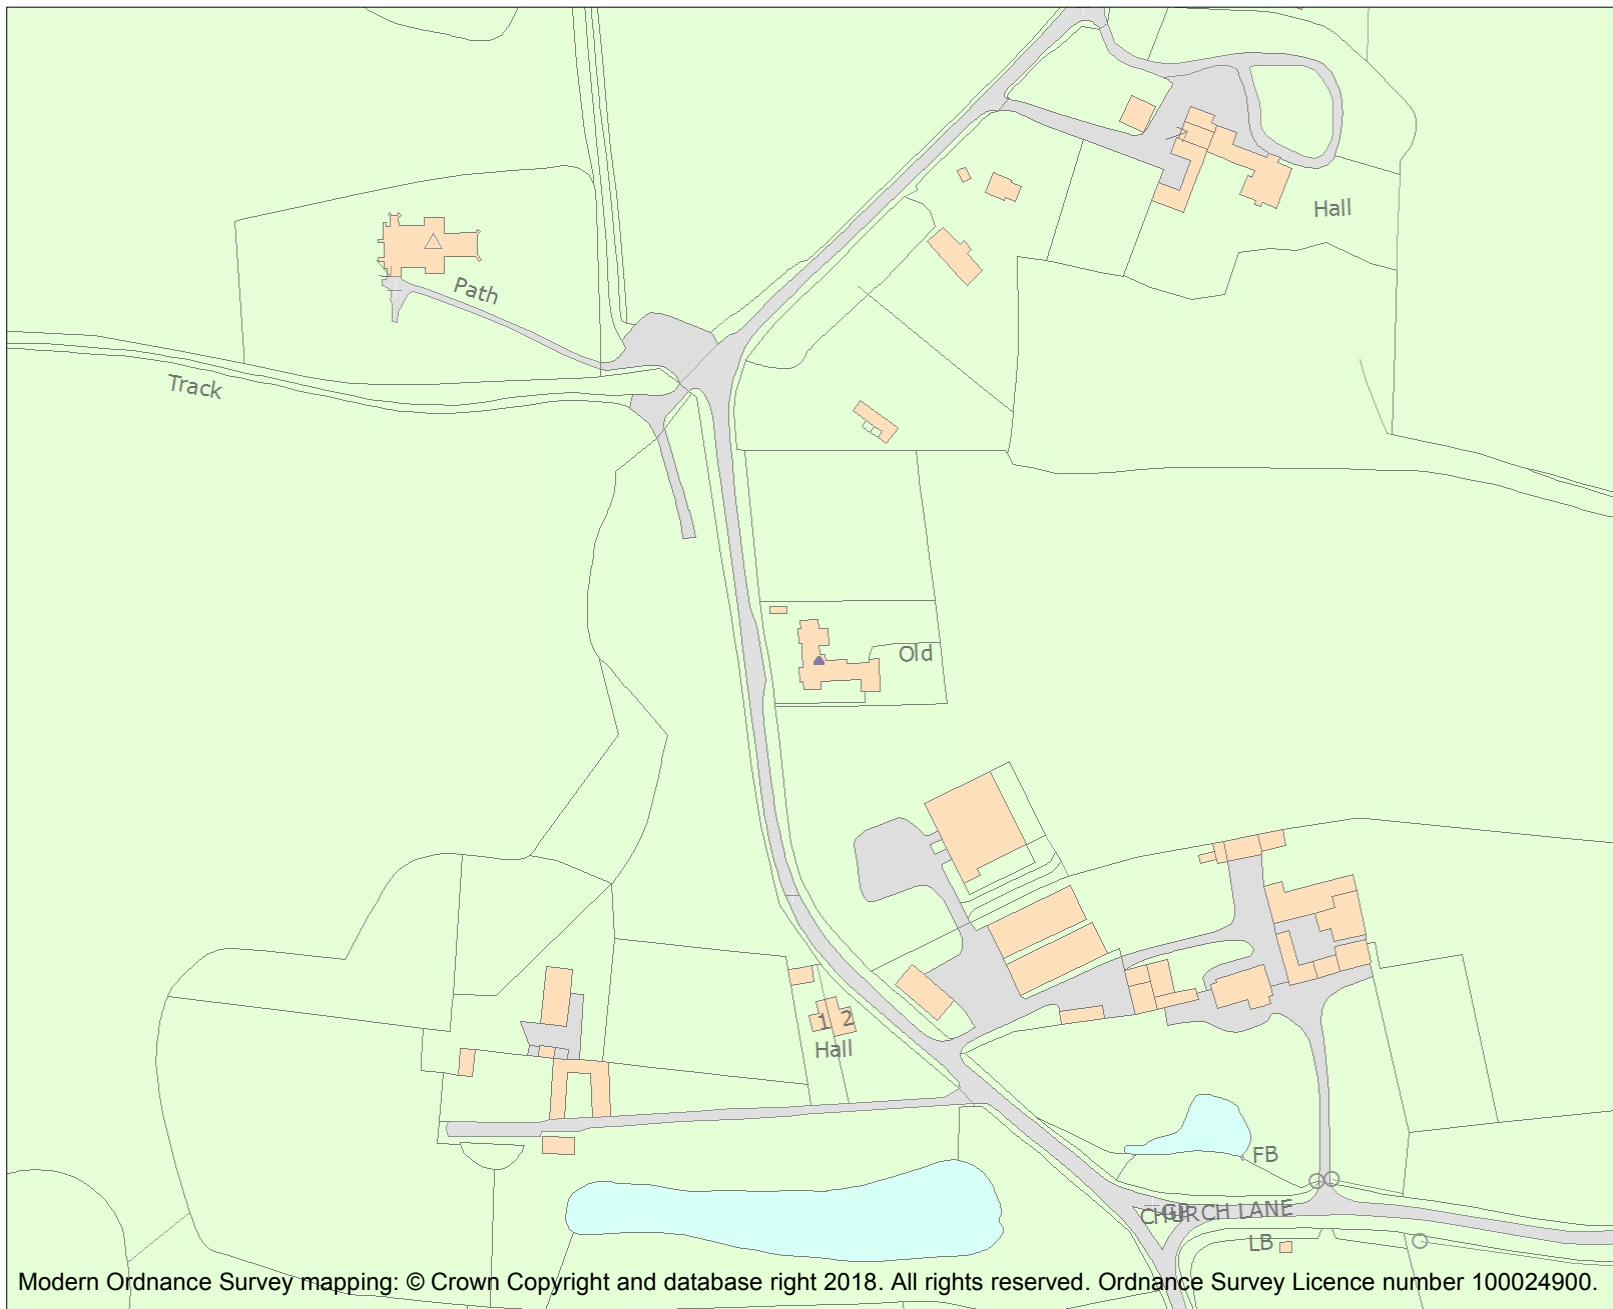 Hall
Path
Track
Old
1 2
Hall
FB
CHURCH LANE
LB
Modern Ordnance Survey mapping: © Crown Copyright and database right 2018. All rights reserved. Ordnance Survey Licence number 100024900.